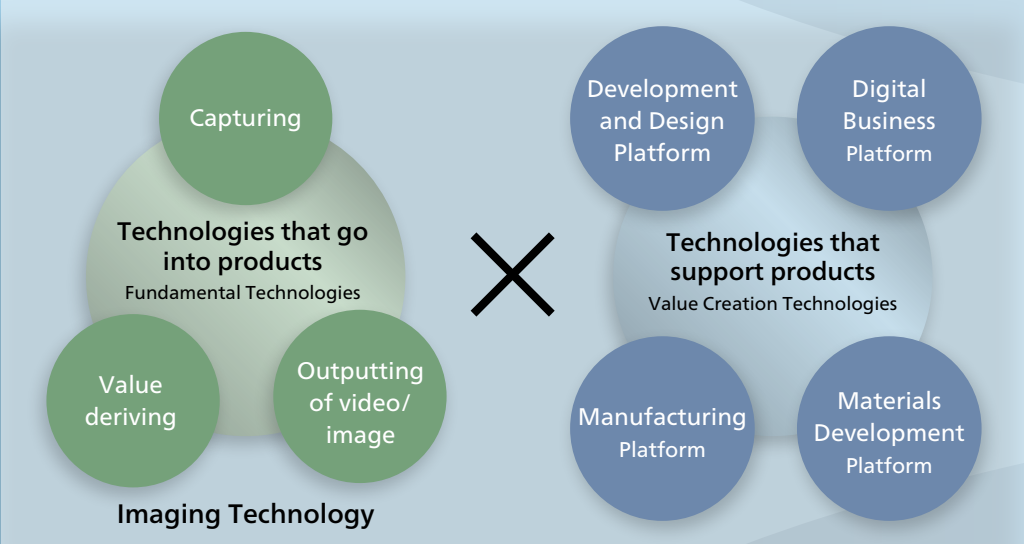 Capturing
Technologies that go
into products
Fundamental Technologies
Value
deriving
Outputting
of video/
image
Imaging Technology
Development
and Design
Platform
Digital
Business
Platform
Technologies that
support products
Value Creation Technologies
Manufacturing
Platform
Materials
Development
Platform